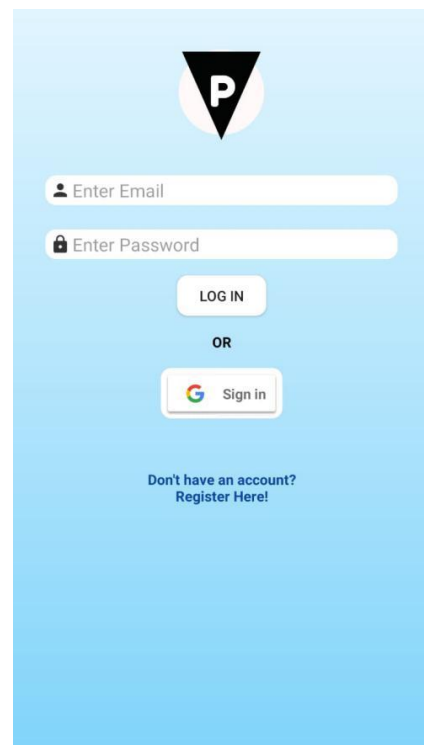 P
Enter Email
Enter Password
LOG IN
OR
Sign in
Don't have an account?
Register Here!